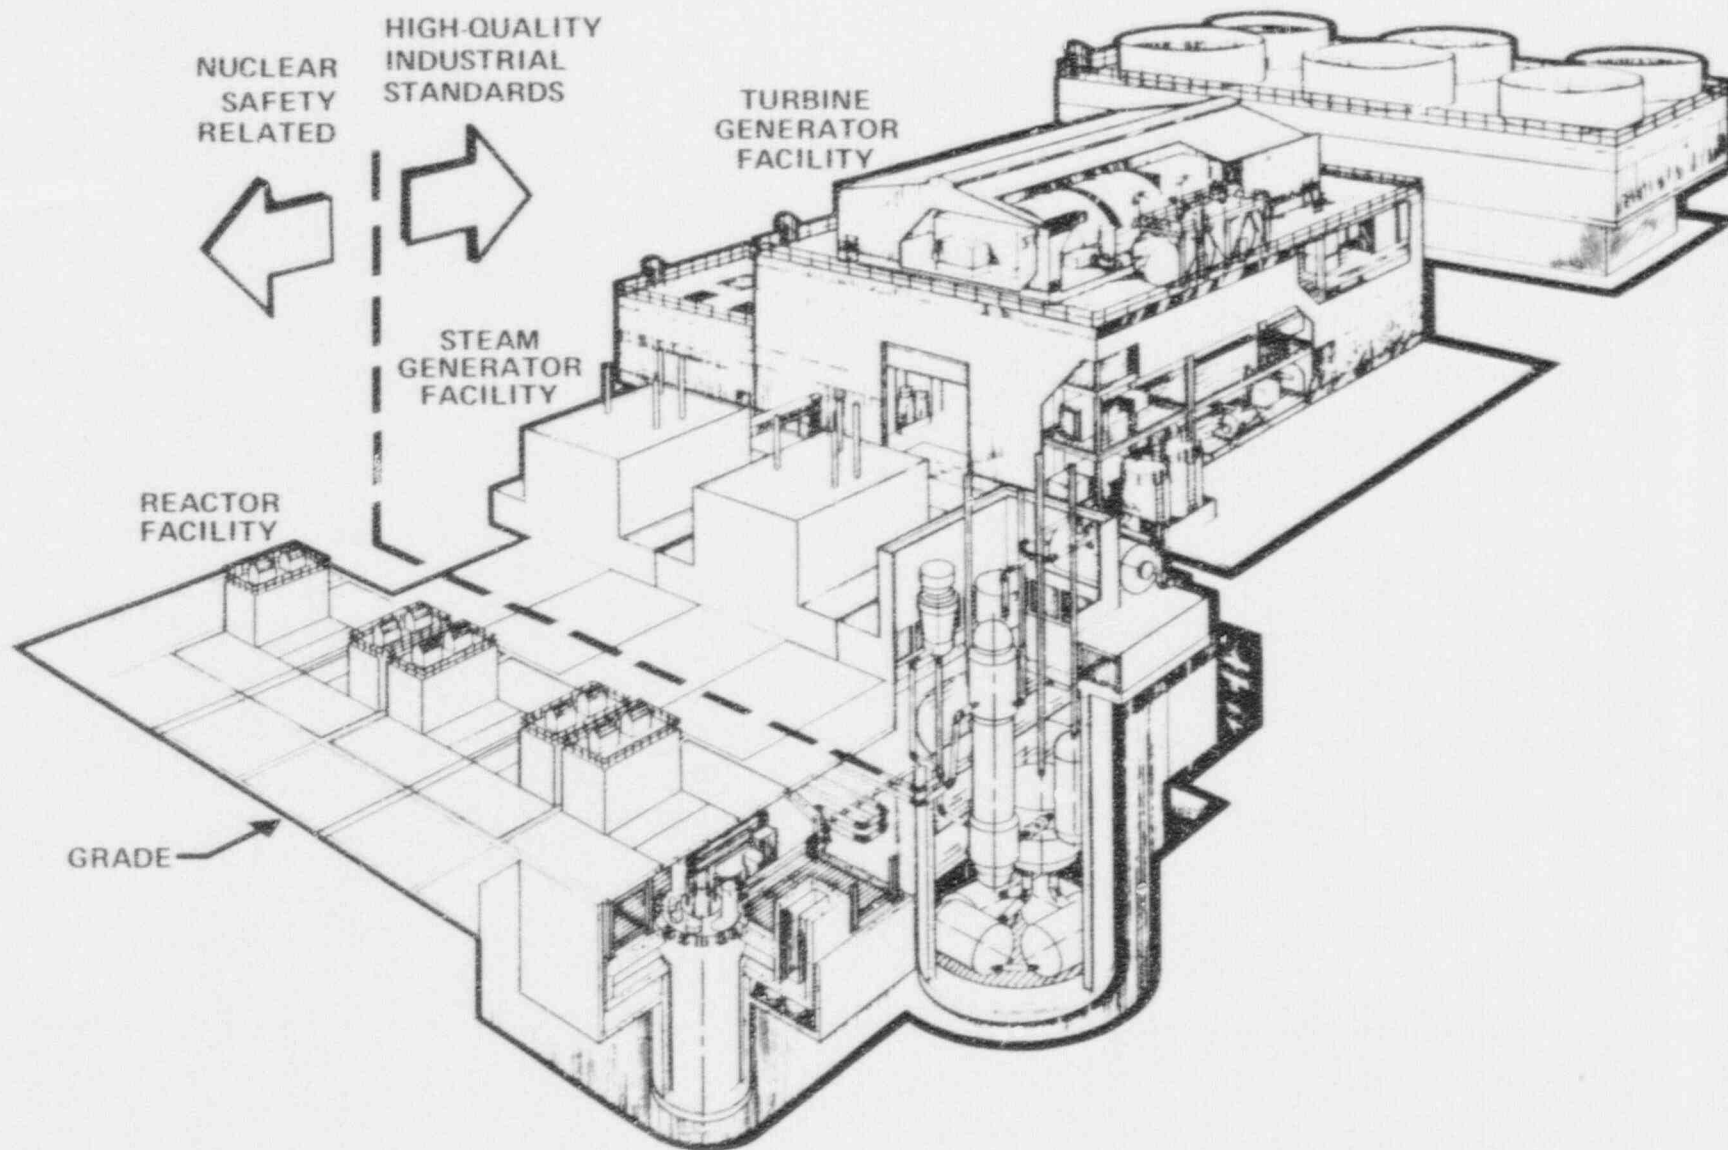 NUCLEAR
SAFETY
RELATED
HIGH-QUALITY
INDUSTRIAL
STANDARDS
TURBINE
GENERATOR
FACILITY
STEAM
GENERATOR
FACILITY
REACTOR
FACILITY
GRADE